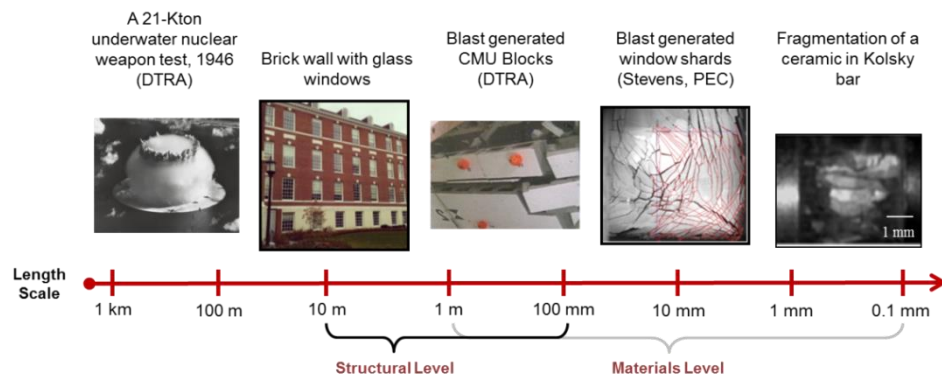 A 21-Kton
underwater nuclear
weapon test, 1946
(DTRA)
Brick wall with glass
windows
Blast generated
CMU Blocks
(DTRA)
Blast generated
window shards
(Stevens, PEC)
Fragmentation of a
ceramic in Kolsky
bar
1 mm
Length
Scale
1 km
100 m
10 m
1 m
100 mm
10 mm
1 mm
0.1 mm
Structural Level
Materials Level